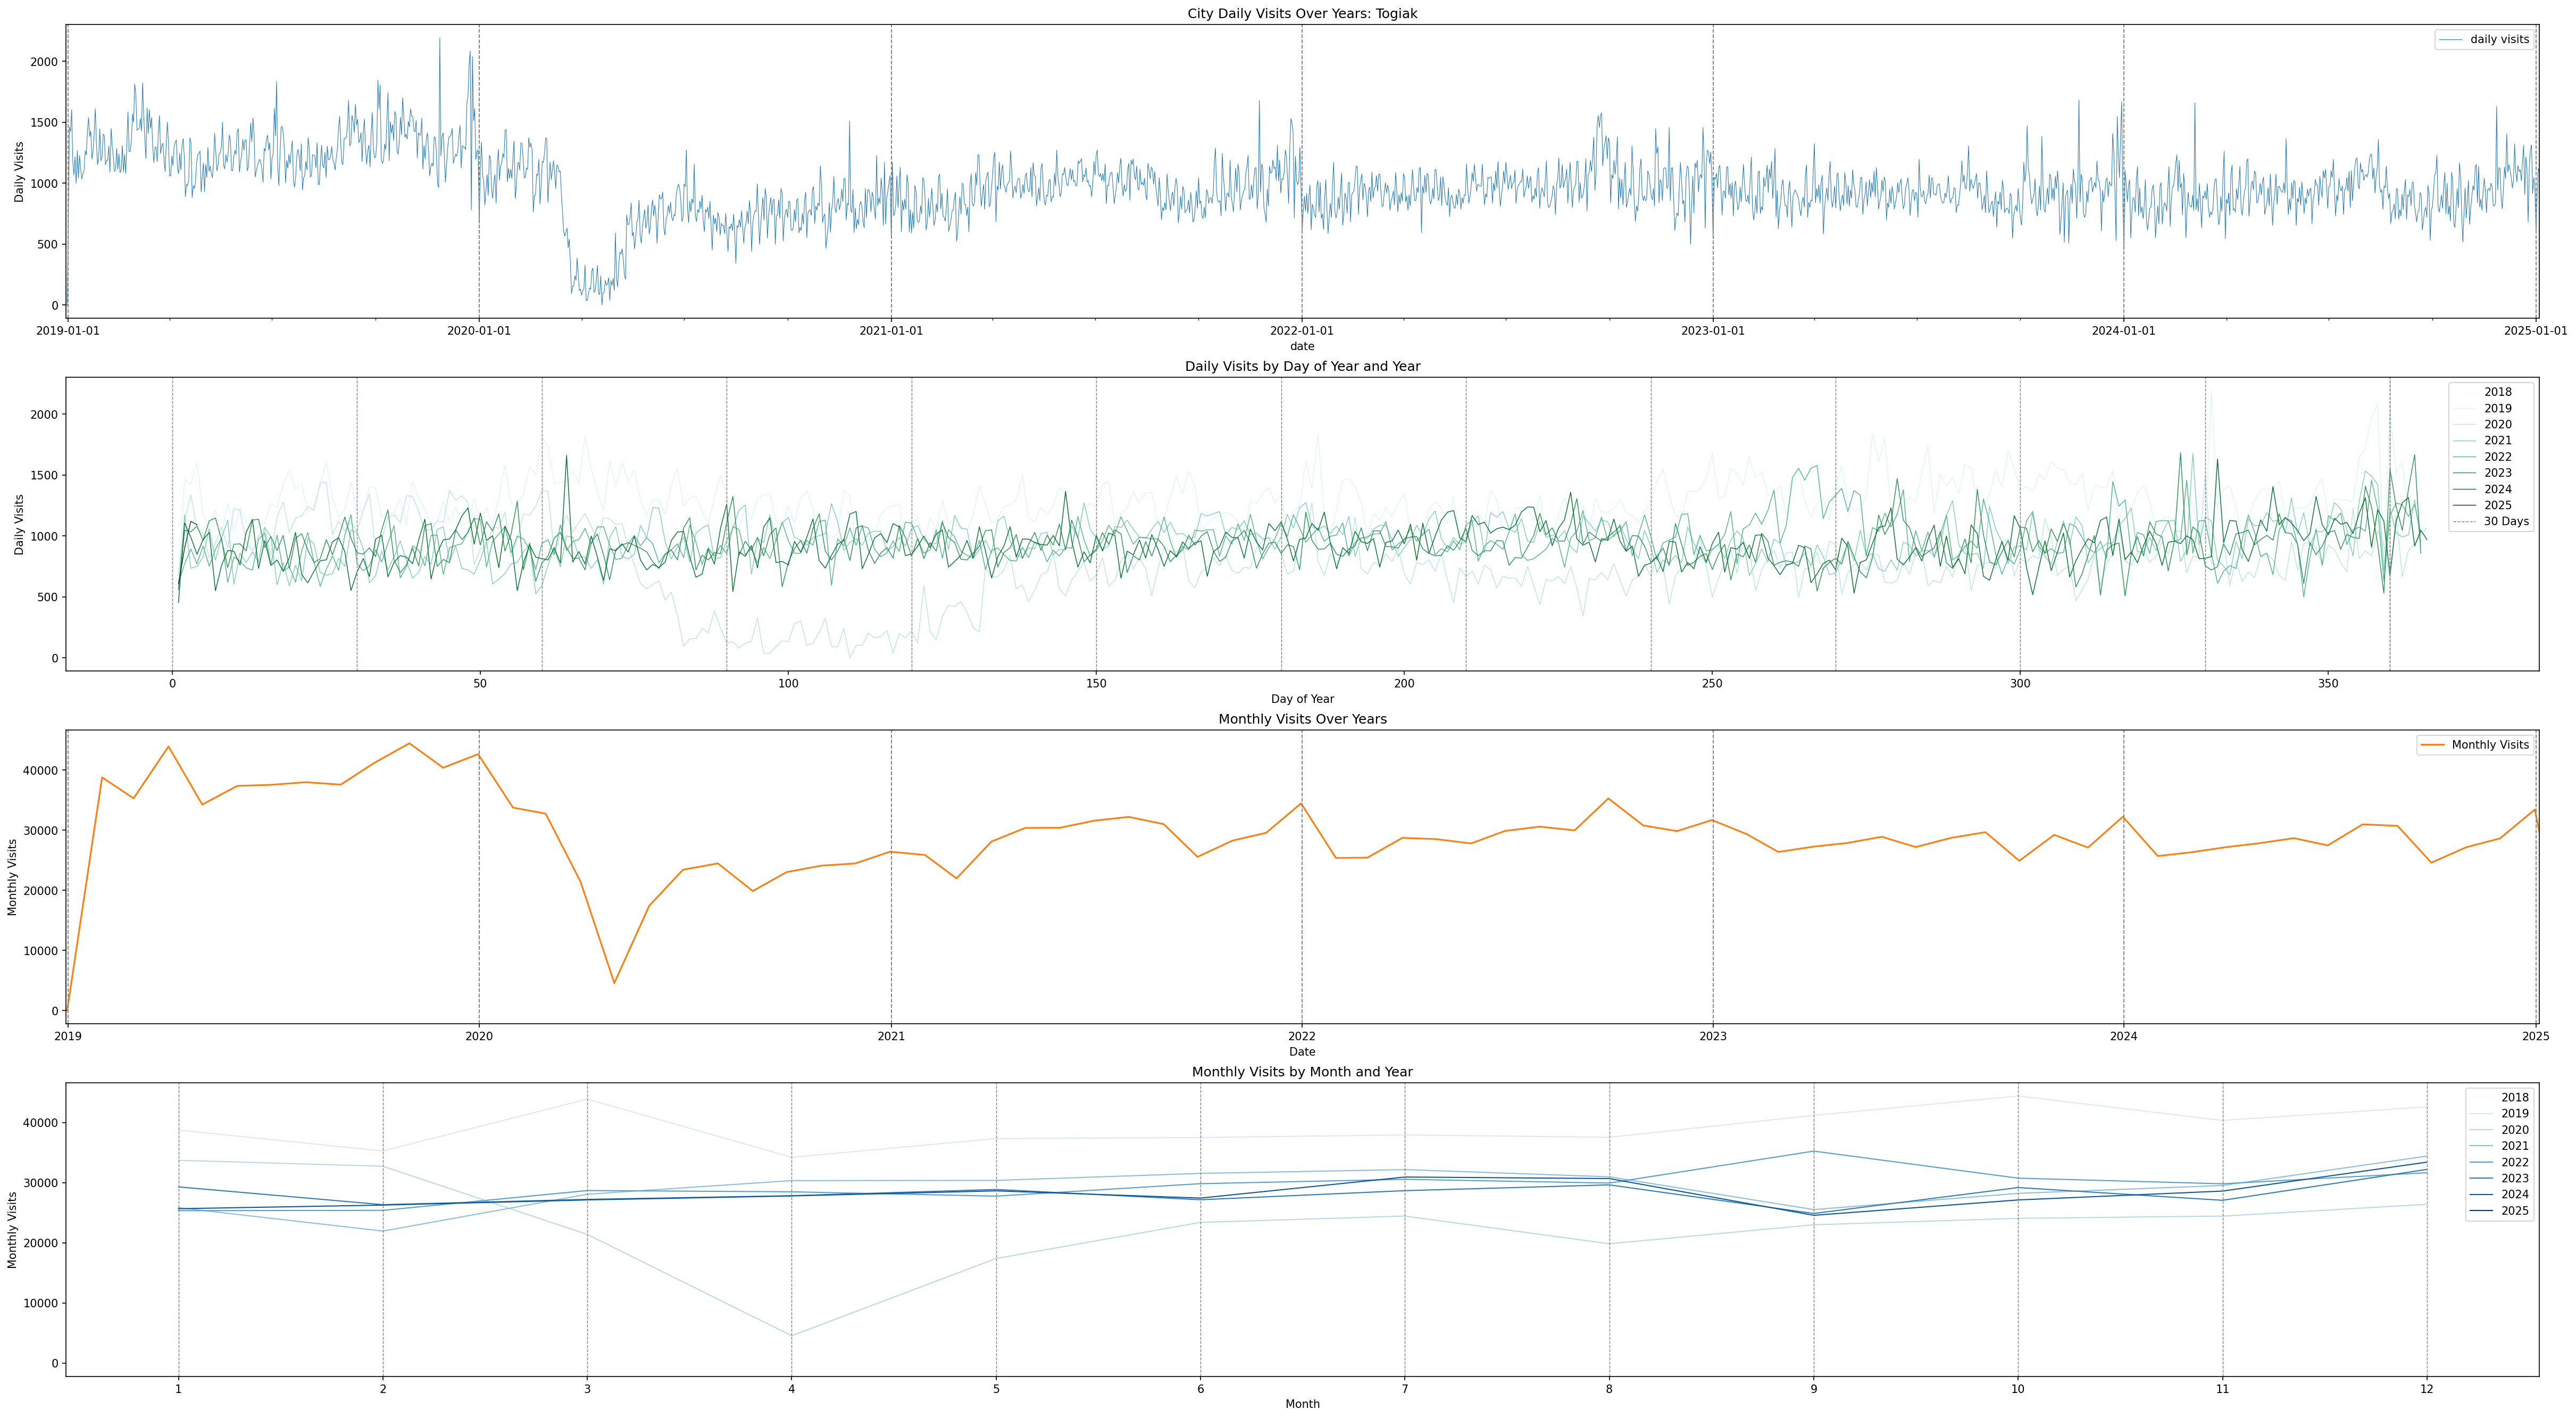 City Daily Visits Over Years: Togiak
Daily Visits
2000
1500
1000
500
0
daily visits
2019-01-01 2020-01-01 2021-01-01 2022-01-01 2023-01-01 2024-01-01 2025-01-01
date
Daily Visits by Day of Year and Year
Daily Visits
2000
1500
1000
500
0
2018
2019
2020
2021
2022
2023
2024
2025
30 Days
0 50 100 150 200 250 300 350
Day of Year
Monthly Visits Over Years
Monthly Visits
40000
30000
20000
10000
0
Monthly Visits
2019 2020 2021 2022 2023 2024 2025
Date
Monthly Visits by Month and Year
Monthly Visits
40000
30000
20000
10000
0
2018
2019
2020
2021
2022
2023
2024
2025
1 2 3 4 5 6 7 8 9 10 11 12
Month